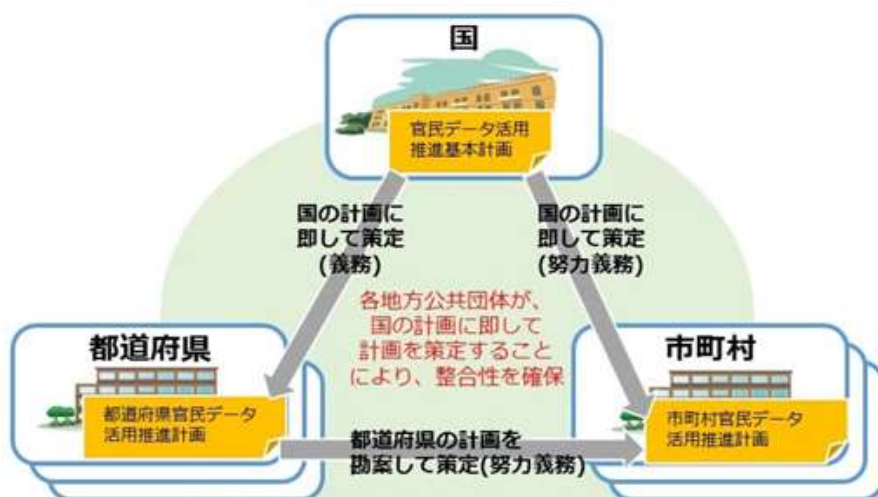 国
官民データ活用
推進基本計画
国の計画に
即して策定
(義務)
国の計画に
即して策定
(努力義務)
各地方公共団体が、
国の計画に即して
計画を策定すること
により、整合性を確保
都道府県
都道府県官民データ
活用推進計画
市町村
市町村官民データ
活用推進計画
都道府県の計画を
勘案して策定(努力義務)